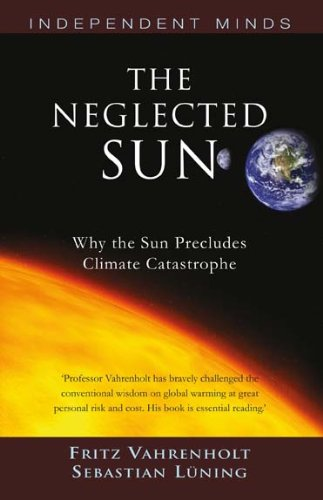 INDEPENDENT MINDS
THE
NEGLECTED
SUN
Why the Sun Precludes
Climate Catastrophe
‘Professor Vahrenholt has bravely challenged the
conventional wisdom on global warming at great
personal risk and cost. His book is essential reading.’
FRITZ VAHRENHOLT
SEBASTIAN LÜNING